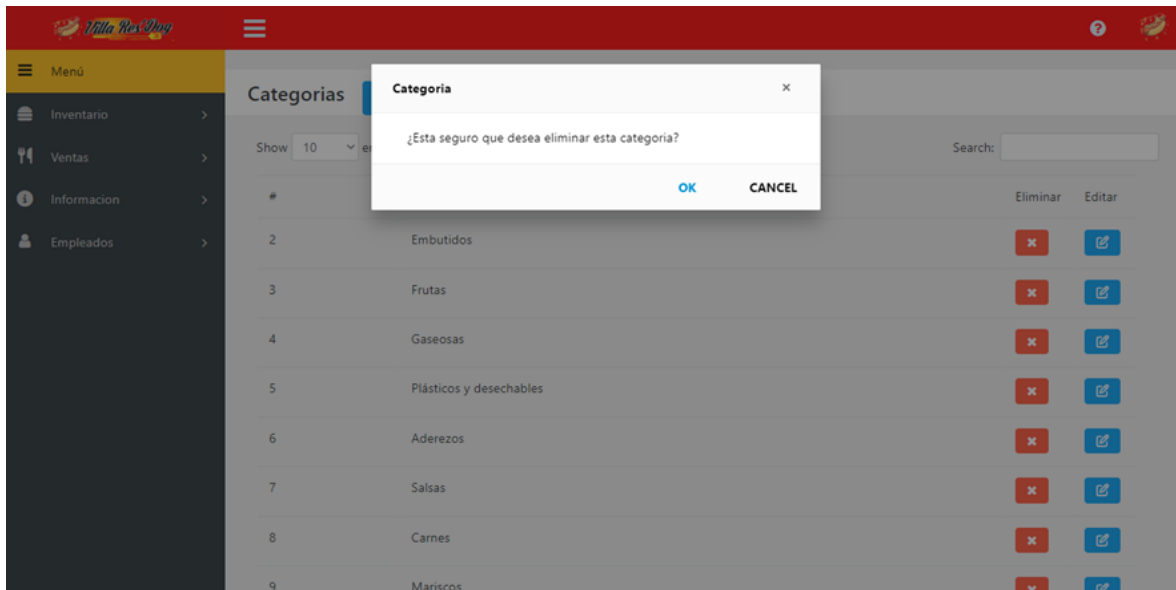 Villa Res'Dog
Menú
Categorias
Categoria
×
Inventario
¿Esta seguro que desea eliminar esta categoria?
Show 10
Search:
Ventas
OK CANCEL
Informacion
# Eliminar Editar
Empleados
2 Embutidos
3 Frutas
4 Gaseosas
5 Plásticos y desechables
6 Aderezos
7 Salsas
8 Carnes
9 Mariscos